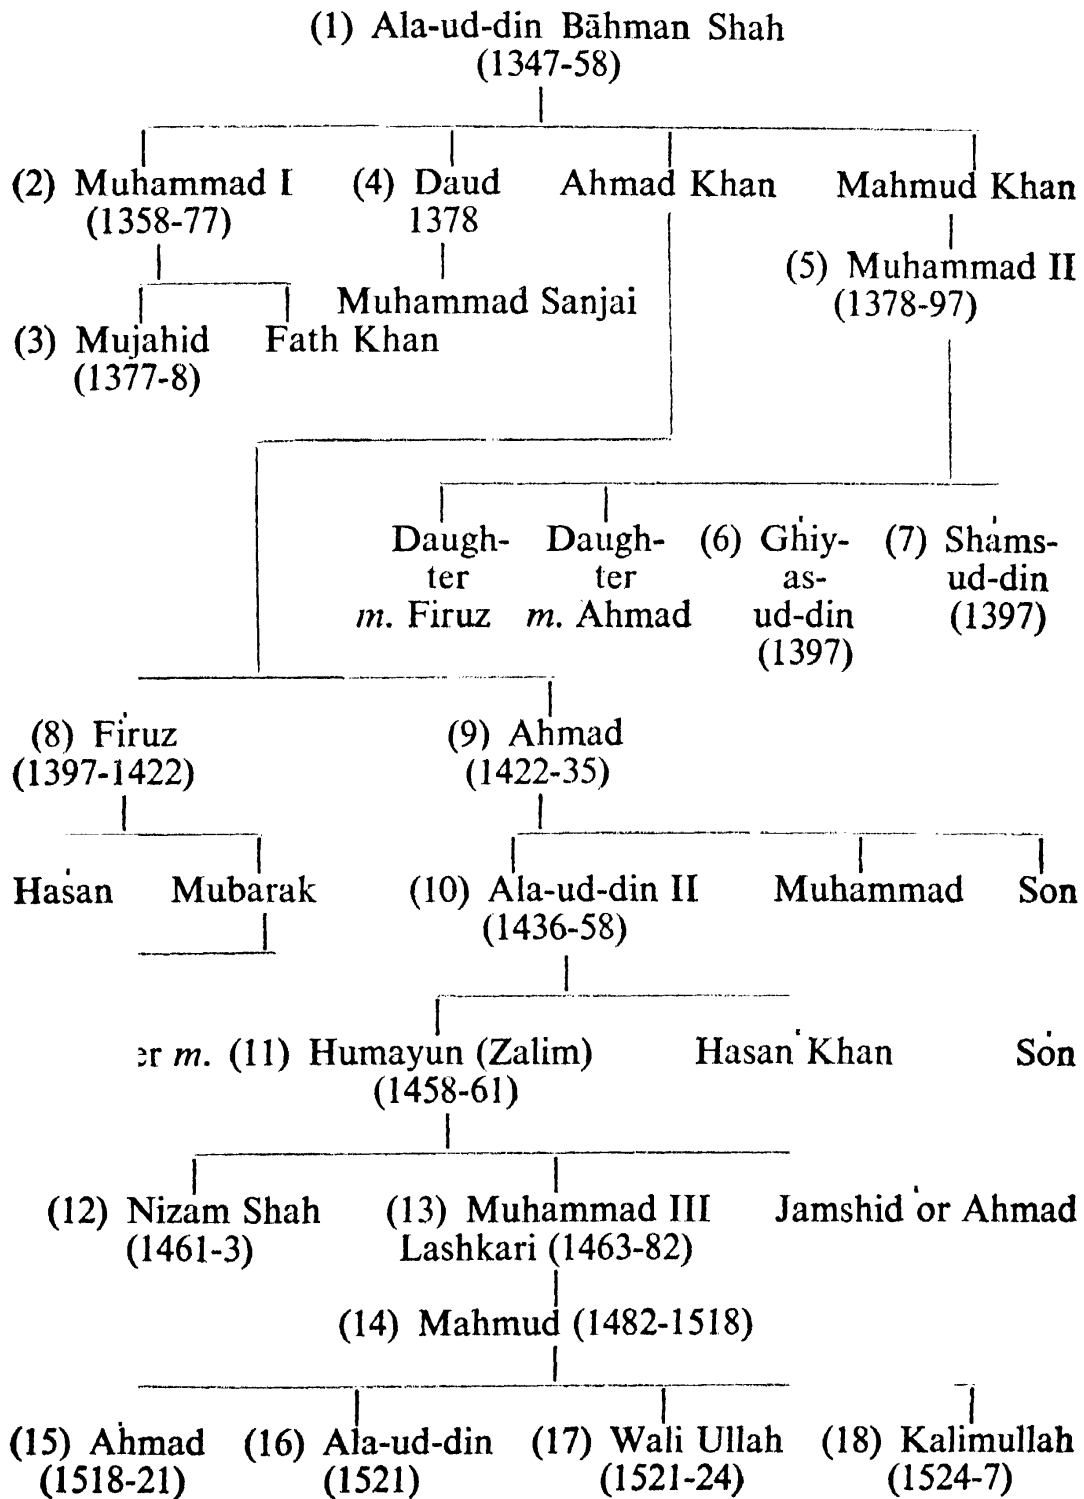 (1) Ala-ud-din Bāhman Shah
(1347-58)
(2) Muhammad I (4) Daud Ahmad Khan Mahmud Khan
(1358-77) 1378
(5) Muhammad II
(1378-97)
Muhammad Sanjai
(3) Mujahid Fath Khan
(1377-8)
Daugh- Daugh- (6) Ghiy- (7) Shams-
ter ter as- ud-din
m. Firuz m. Ahmad ud-din (1397)
(1397)
(8) Firuz (9) Ahmad
(1397-1422) (1422-35)
Hasan Mubarak (10) Ala-ud-din II Muhammad Son
(1436-58)
er m. (11) Humayun (Zalim) Hasan Khan Son
(1458-61)
(12) Nizam Shah (13) Muhammad III Jamshid or Ahmad
(1461-3) Lashkari (1463-82)
(14) Mahmud (1482-1518)
(15) Ahmad (16) Ala-ud-din (17) Wali Ullah (18) Kalimullah
(1518-21) (1521) (1521-24) (1524-7)